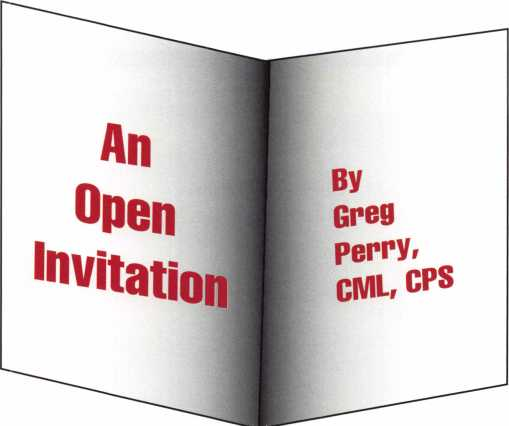 An
Open
Invitation
By
Greg
Perry,
CML, CPS